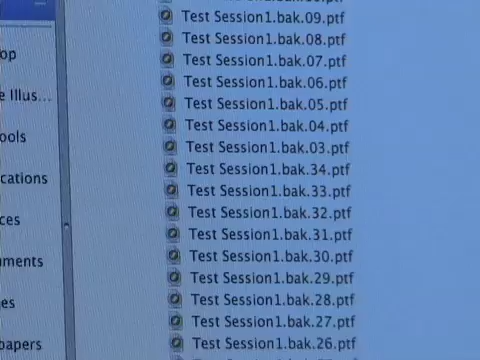 Test Session1.bak.09.ptf
Test Session1.bak.08.ptf
Test Session1.bak.07.ptf
Test Session1.bak.06.ptf
Test Session1.bak.05.ptf
Test Session1.bak.04.ptf
Test Session1.bak.03.ptf
Test Session1.bak.34.ptf
Test Session1.bak.33.ptf
Test Session1.bak.32.ptf
Test Session1.bak.31.ptf
Test Session1.bak.30.ptf
Test Session1.bak.29.ptf
Test Session1.bak.28.ptf
Test Session1.bak.27.ptf
Test Session1.bak.26.ptf
op
e Illus...
ools
cations
ces
uments
es
papers